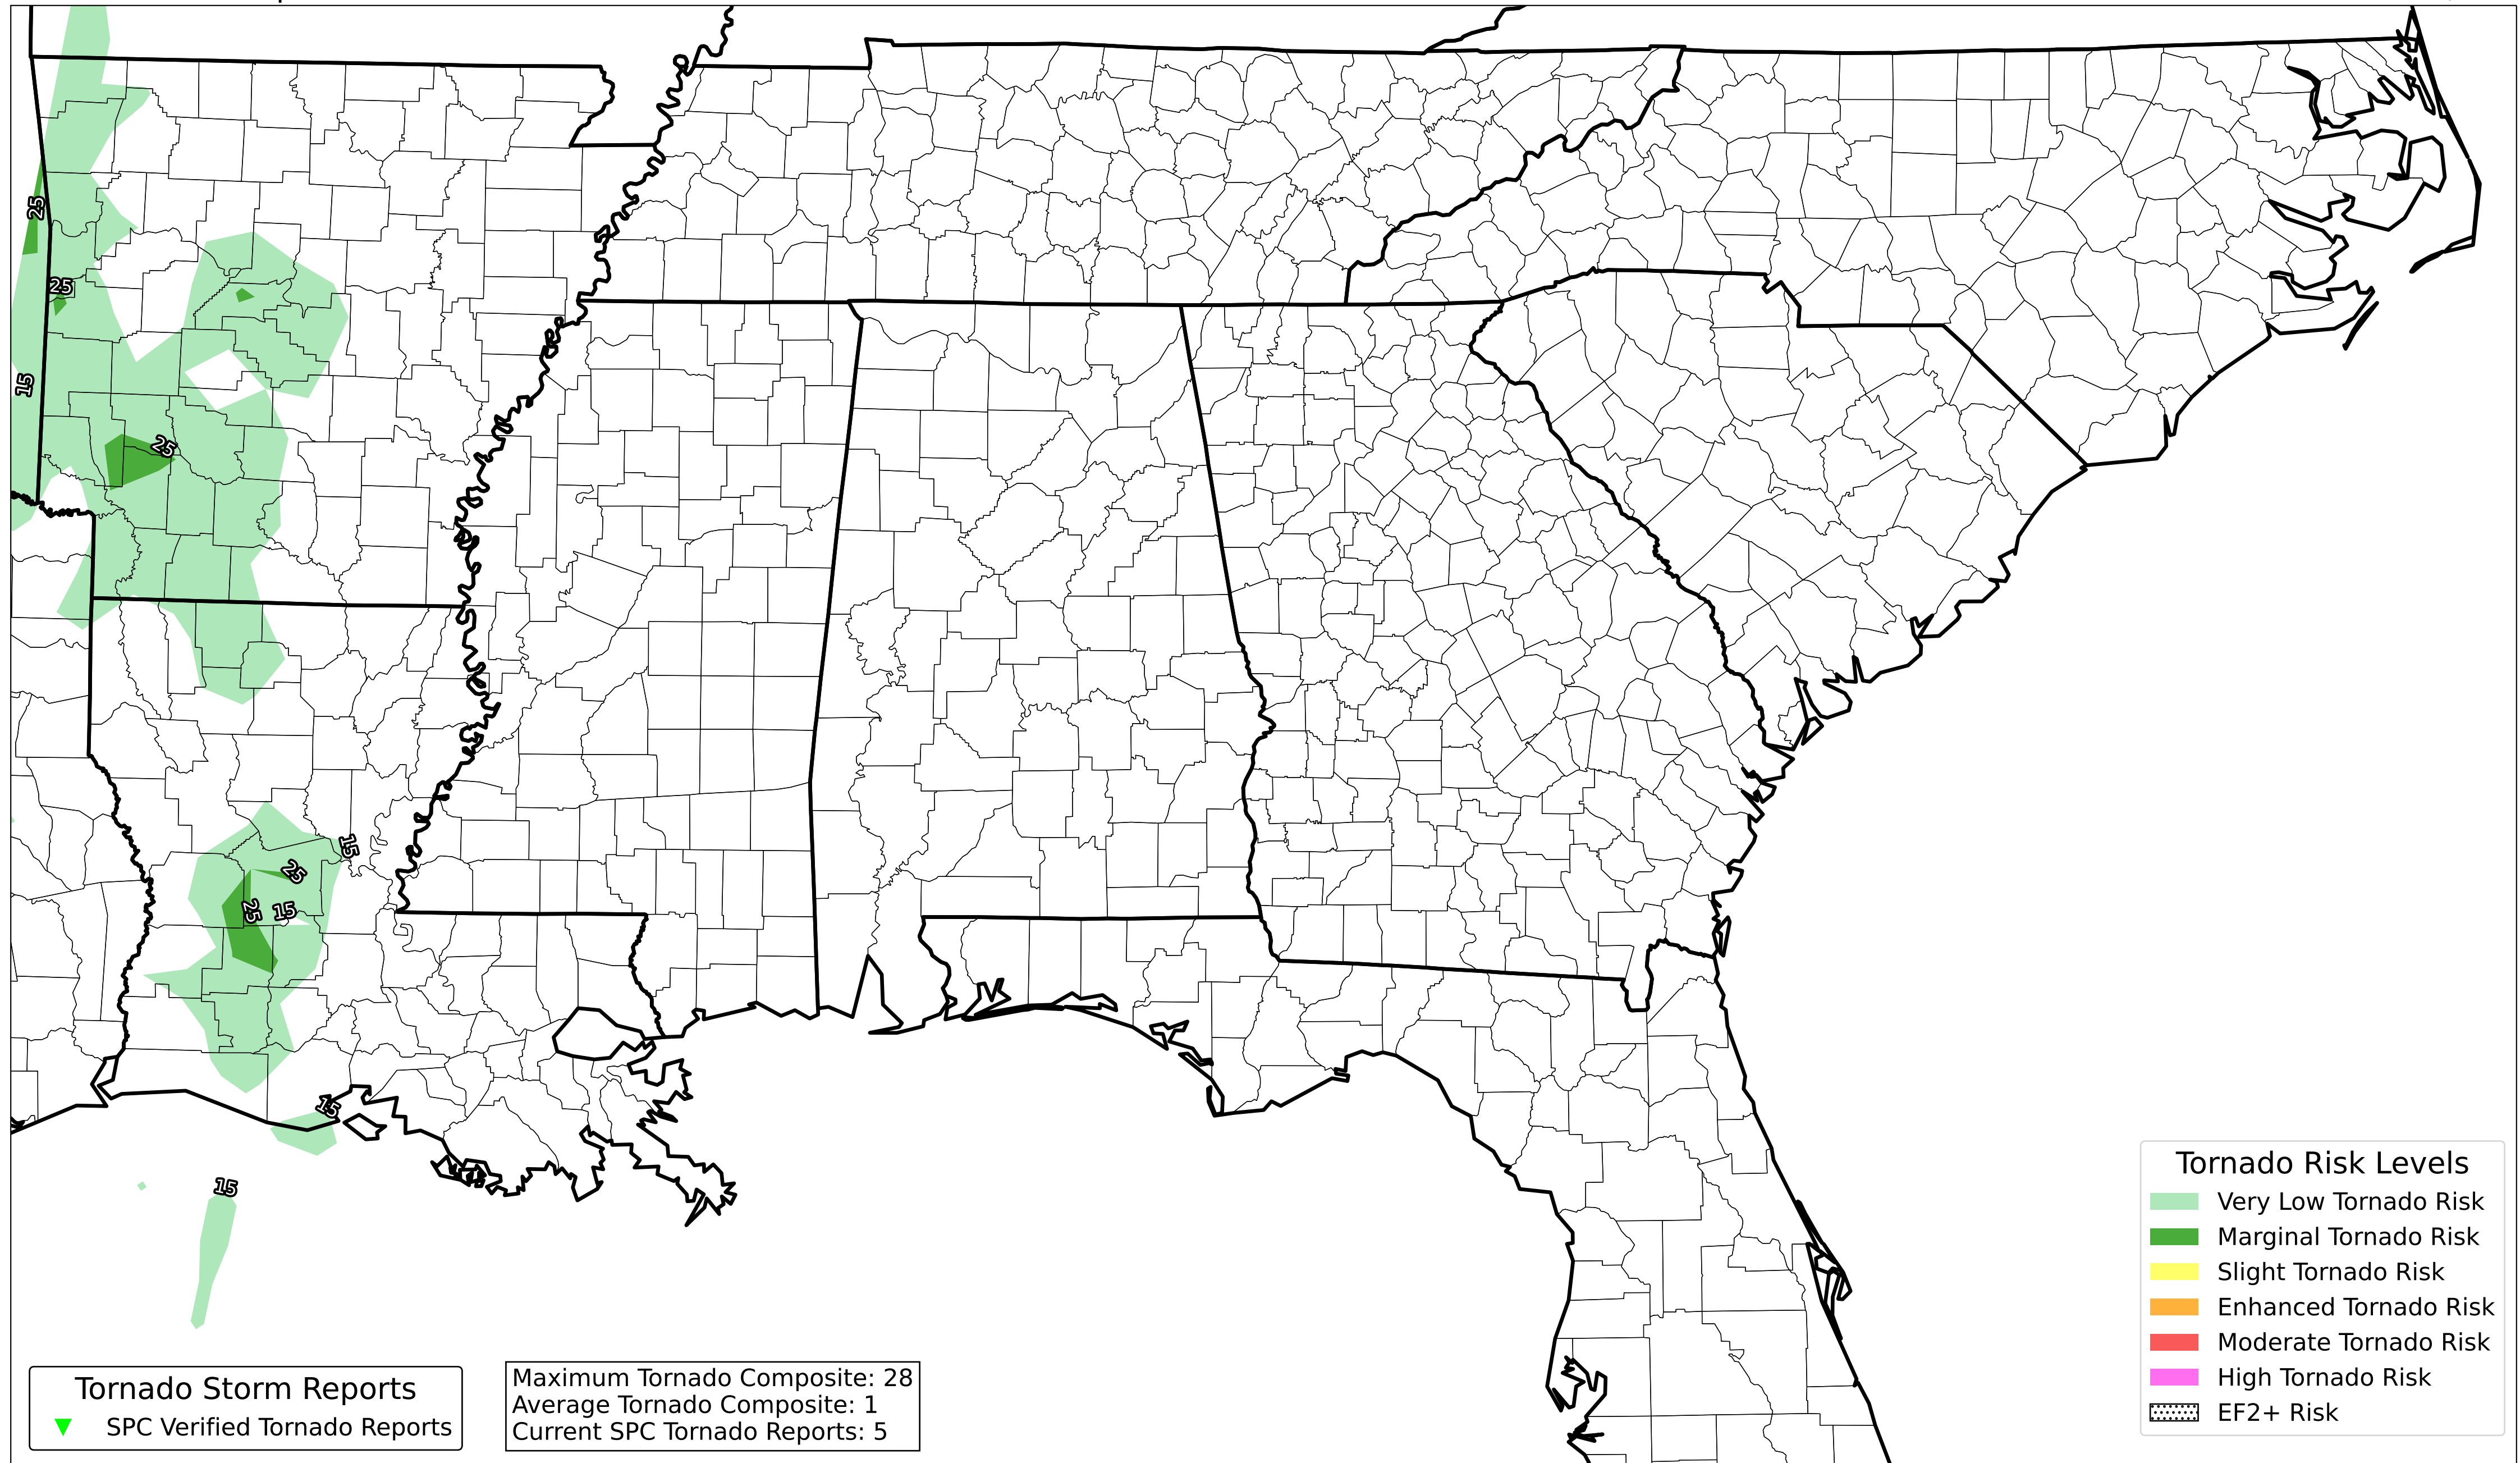 25
25
15
25
15
25
25
15
15
15
Tornado Risk Levels
Very Low Tornado Risk
Marginal Tornado Risk
Slight Tornado Risk
Enhanced Tornado Risk
Moderate Tornado Risk
High Tornado Risk
EF2+ Risk
Tornado Storm Reports
SPC Verified Tornado Reports
Maximum Tornado Composite: 28
Average Tornado Composite: 1
Current SPC Tornado Reports: 5